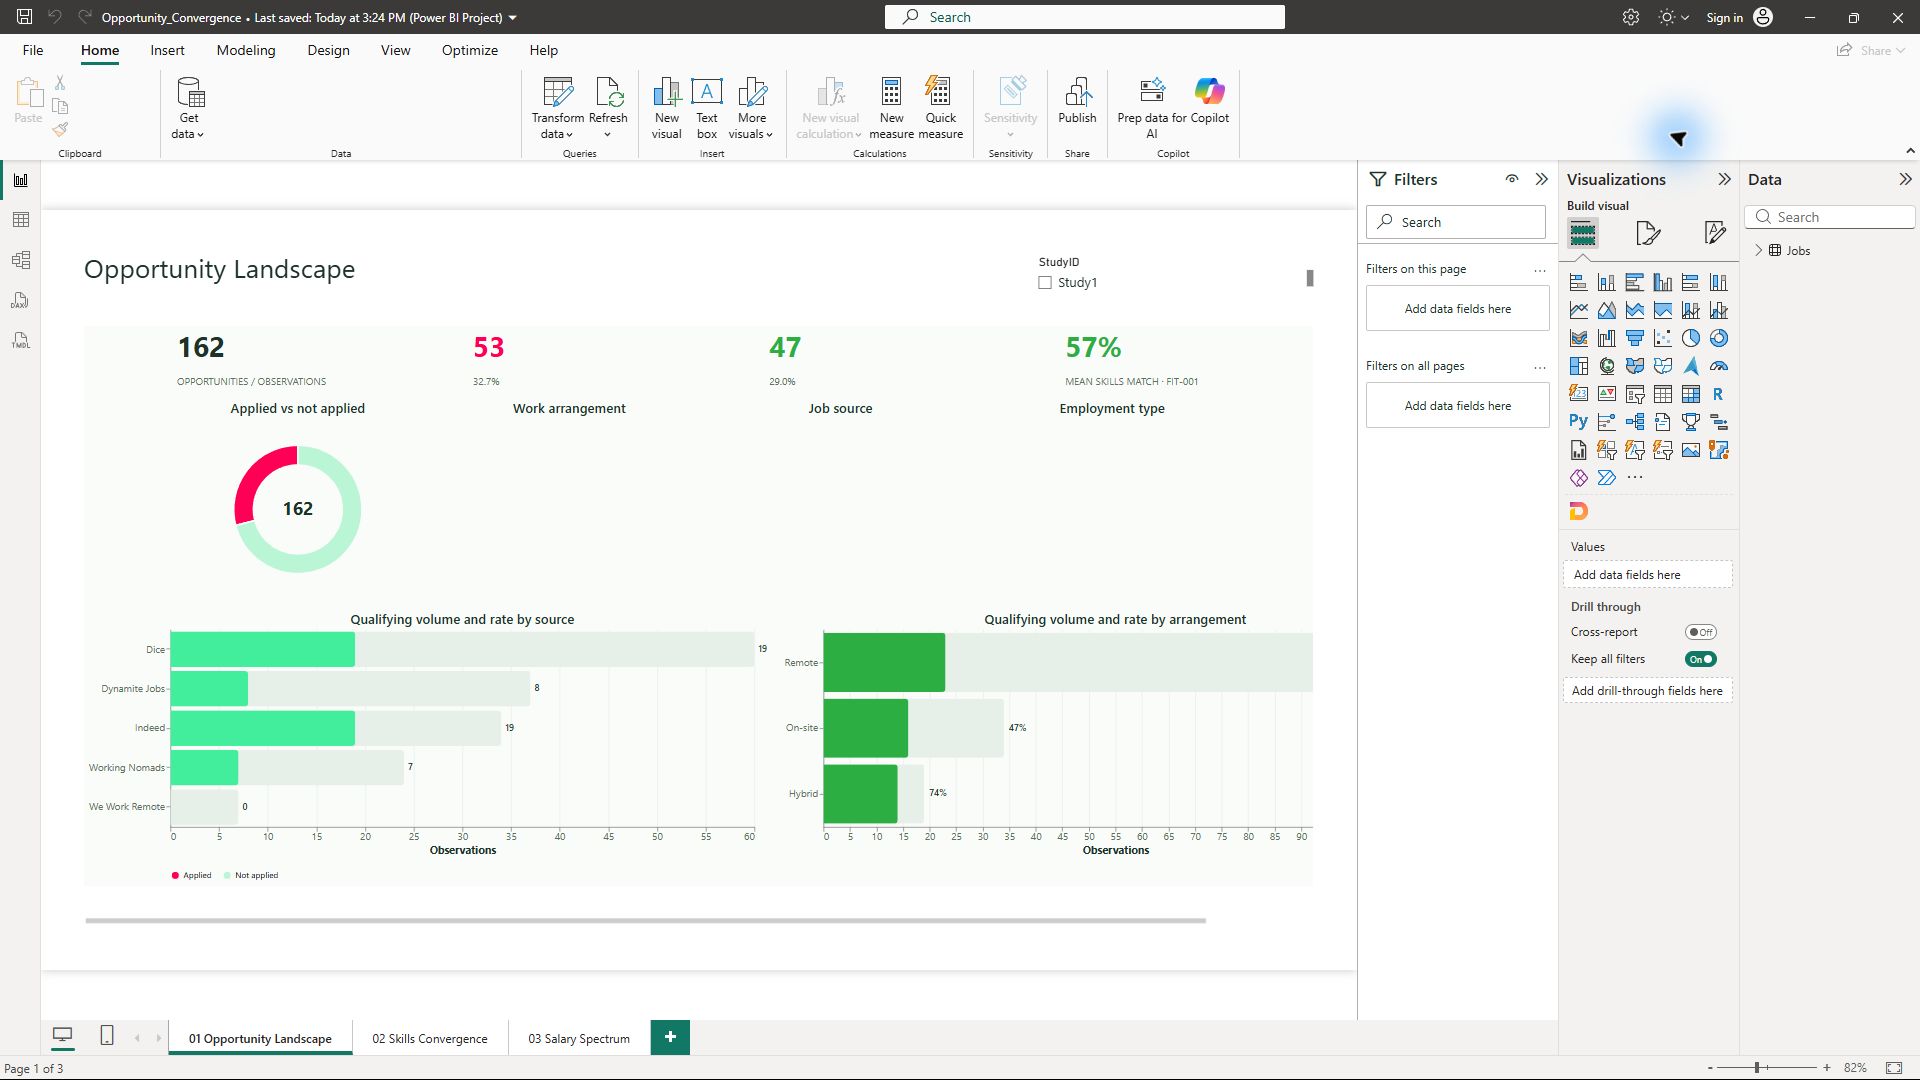 Opportunity_Convergence • Last saved: Today at 3:24 PM (Power BI Project)
Search
Sign in
File
Home
Insert
Modeling
Design
View
Optimize
Help
Share
Paste
Clipboard
Get data
Data
Transform data
Refresh
Queries
New visual
Text box
More visuals
Insert
New visual calculation
New measure
Quick measure
Calculations
Sensitivity
Sensitivity
Publish
Share
Prep data for AI
Copilot
Copilot
Opportunity Landscape
StudyID
Study1
162
OPPORTUNITIES / OBSERVATIONS
53
32.7%
47
29.0%
57%
MEAN SKILLS MATCH · FIT-001
Applied vs not applied
Work arrangement
Job source
Employment type
162
Qualifying volume and rate by source
Dice
19
Dynamite Jobs
8
Indeed
19
Working Nomads
7
We Work Remote
0
0 5 10 15 20 25 30 35 40 45 50 55 60
Observations
Applied
Not applied
Qualifying volume and rate by arrangement
Remote
On-site
47%
Hybrid
74%
0 5 10 15 20 25 30 35 40 45 50 55 60 65 70 75 80 85 90
Observations
Filters
Search
Filters on this page
...
Add data fields here
Filters on all pages
...
Add data fields here
Visualizations
Build visual
123
R
Py
...
Values
Add data fields here
Drill through
Cross-report
Off
Keep all filters
On
Add drill-through fields here
Data
Search
Jobs
DAX
TMDL
01 Opportunity Landscape
02 Skills Convergence
03 Salary Spectrum
+
Page 1 of 3
-
+
82%